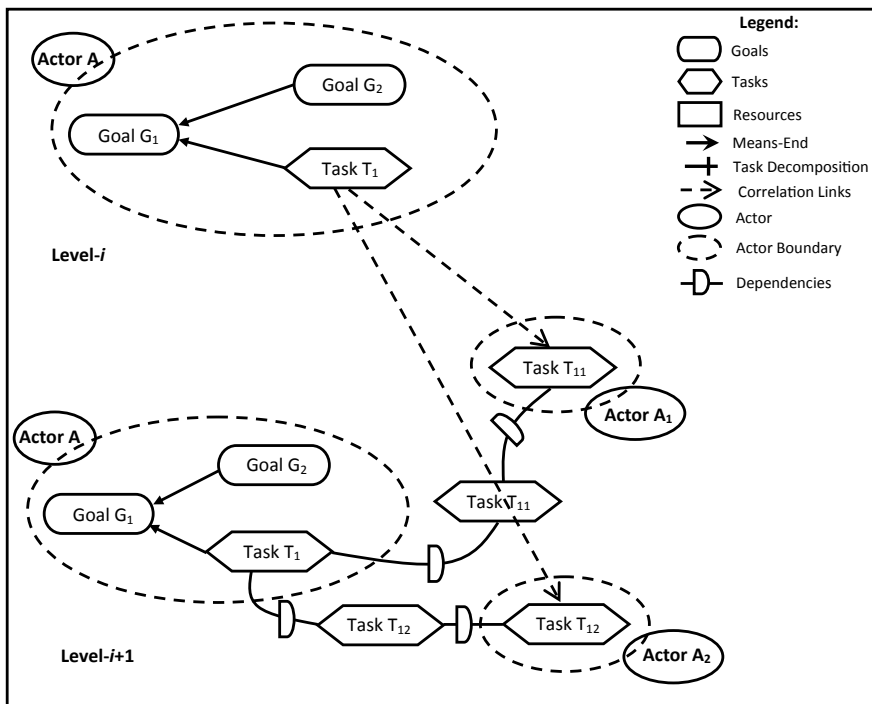 Legend:
Goals
Tasks
Resources
Means-End
Task Decomposition
Correlation Links
Actor
Actor Boundary
Dependencies
Actor A
Goal G₂
Goal G₁
Task T₁
Level-i
Task T₁₁
Actor A₁
Actor A
Goal G₂
Goal G₁
Task T₁₁
Task T₁
Task T₁₂
Task T₁₂
Actor A₂
Level-i+1